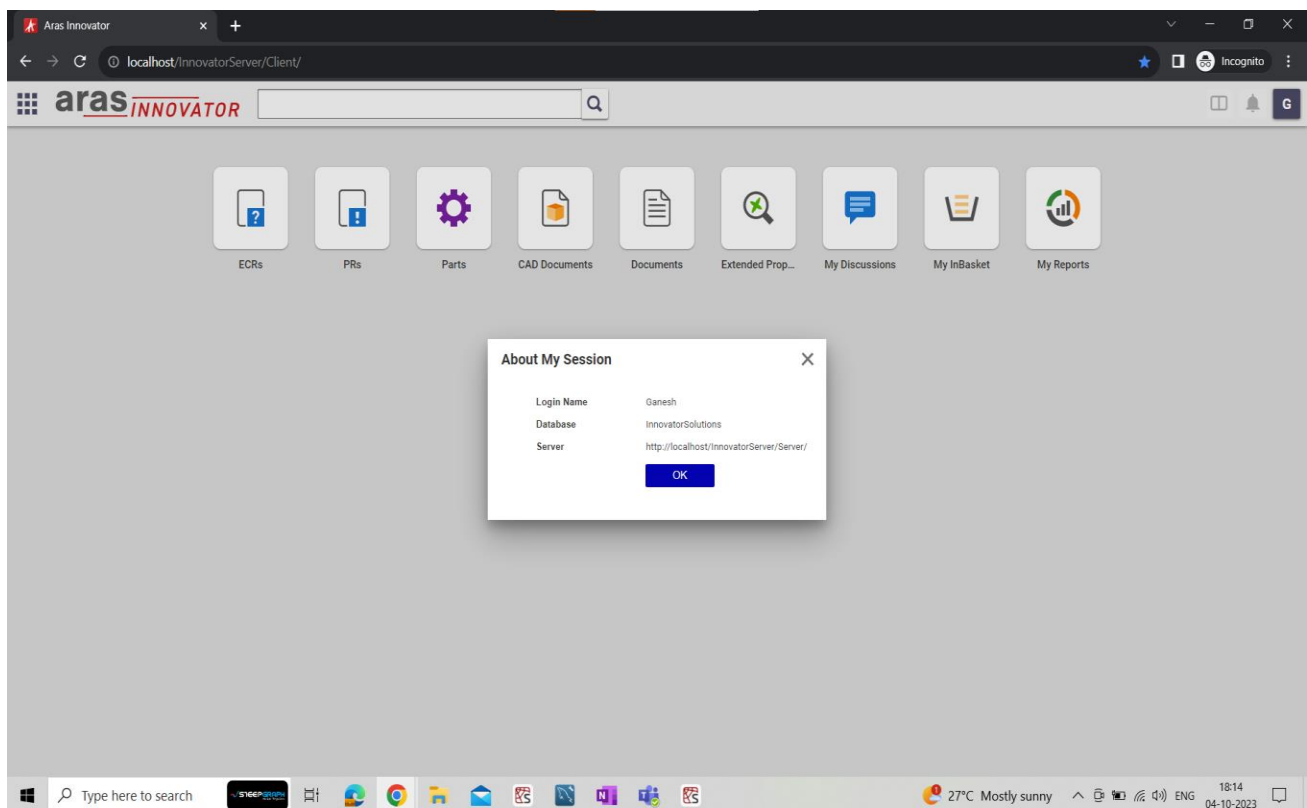 Aras Innovator
localhost/InnovatorServer/Client/
Incognito
aras INNOVATOR
G
ECRs
PRs
Parts
CAD Documents
Documents
Extended Prop...
My Discussions
My InBasket
My Reports
About My Session
Login Name Ganesh
Database InnovatorSolutions
Server http://localhost/InnovatorServer/Server/
OK
Type here to search
STEEPGRAPH
27°C Mostly sunny
ENG
18:14
04-10-2023